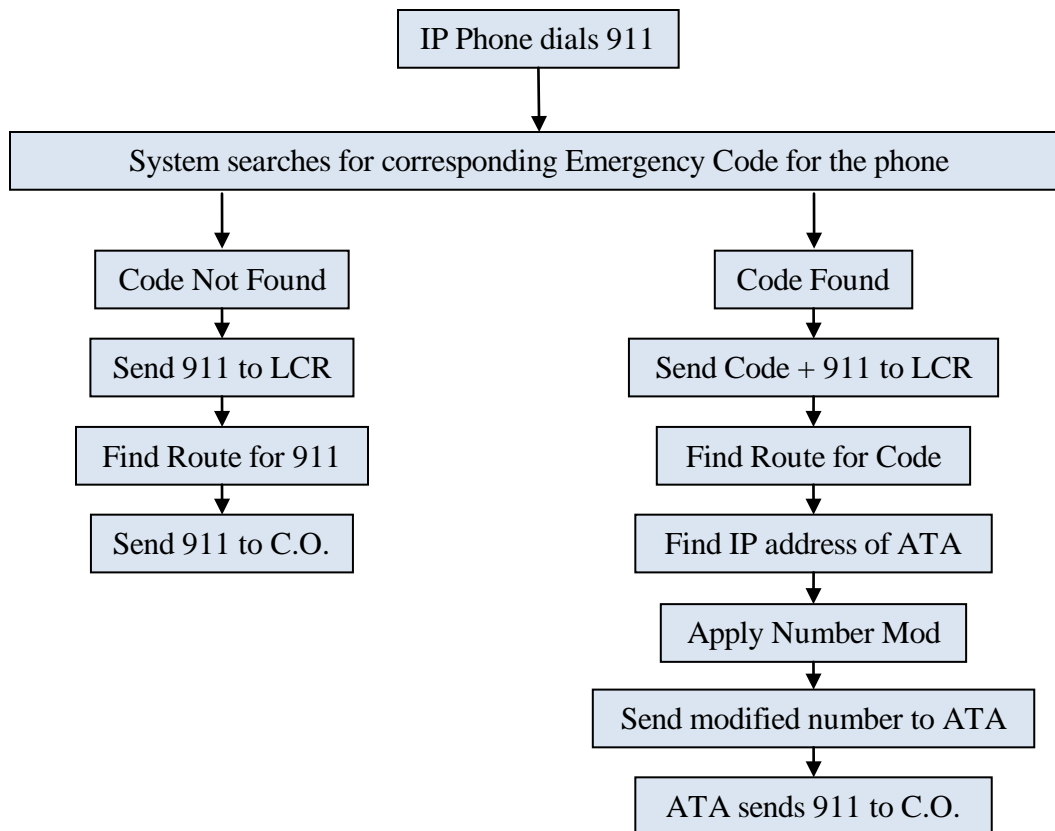 IP Phone dials 911
System searches for corresponding Emergency Code for the phone
Code Not Found
Send 911 to LCR
Find Route for 911
Send 911 to C.O.
Code Found
Send Code + 911 to LCR
Find Route for Code
Find IP address of ATA
Apply Number Mod
Send modified number to ATA
ATA sends 911 to C.O.